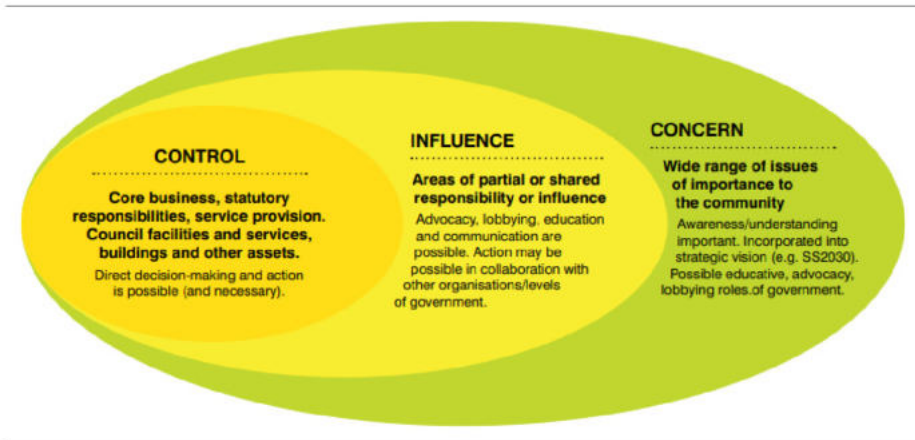 CONTROL
Core business, statutory
responsibilities, service provision.
Council facilities and services,
buildings and other assets.
Direct decision-making and action
is possible (and necessary).
INFLUENCE
Areas of partial or shared
responsibility or influence
Advocacy, lobbying, education
and communication are
possible. Action may be
possible in collaboration with
other organisations/levels
of government.
CONCERN
Wide range of issues
of importance to
the community
Awareness/understanding
important. Incorporated into
strategic vision (e.g. SS2030).
Possible educative, advocacy,
lobbying roles.of government.